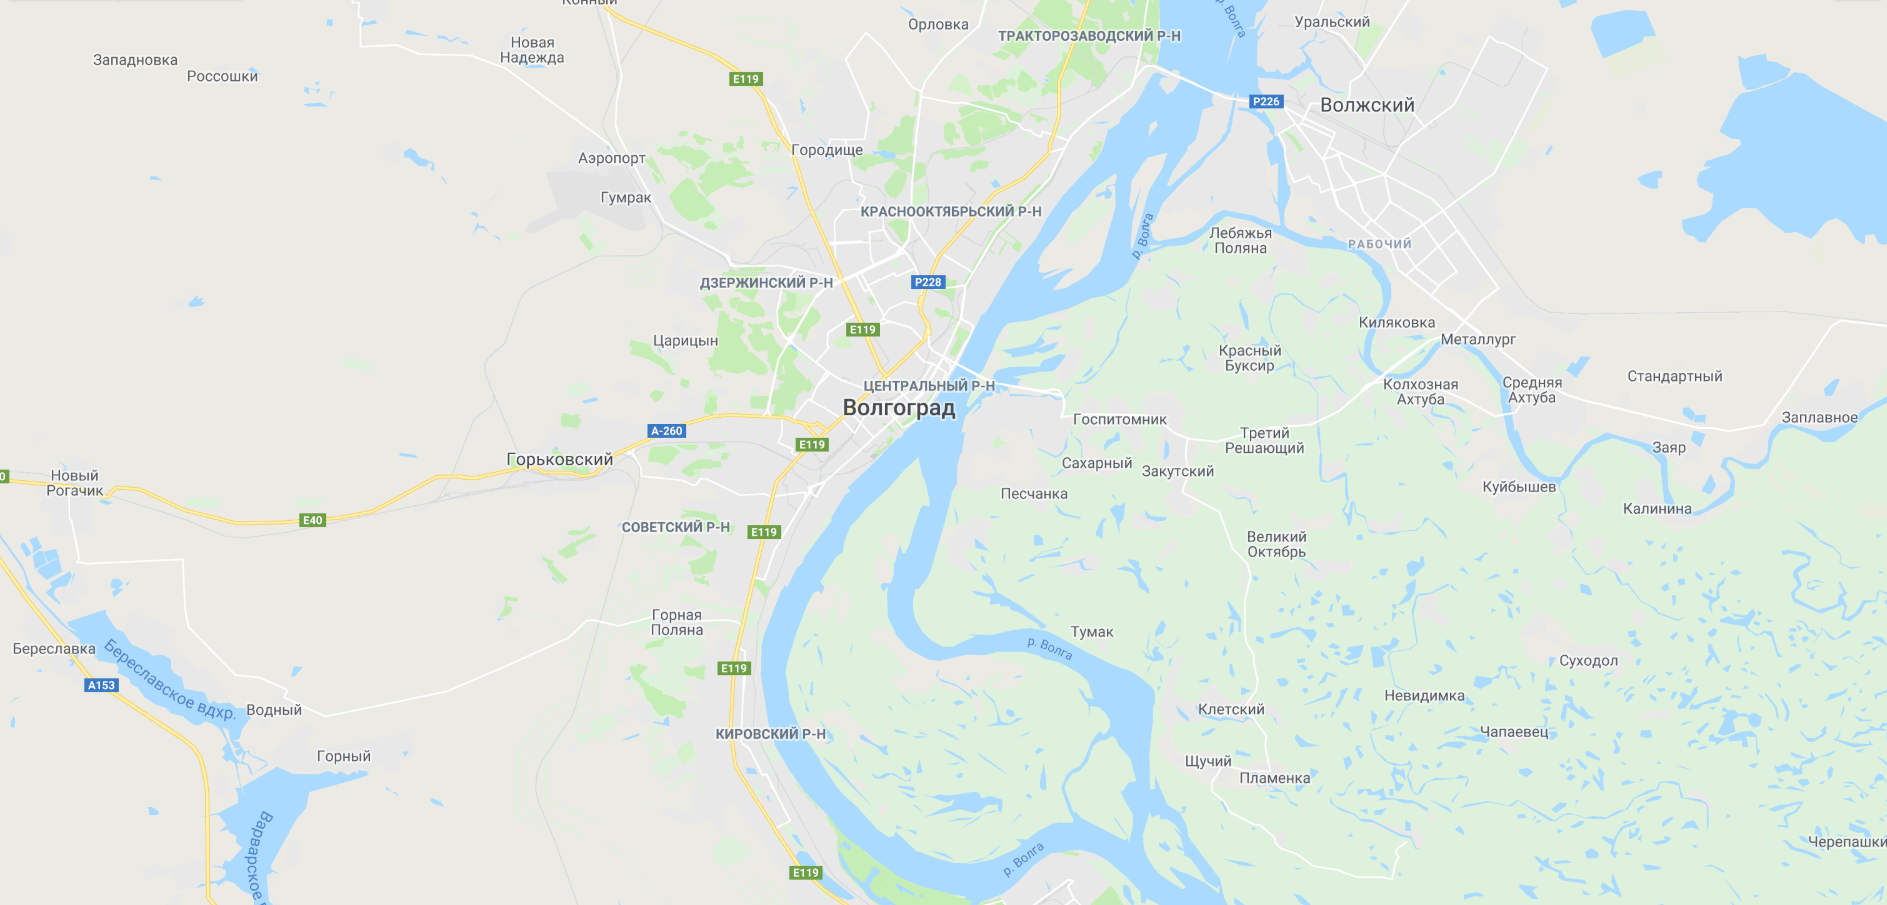 Конный
Орловка
Уральский
р. Волга
ТРАКТОРОЗАВОДСКИЙ Р-Н
Новая
Надежда
Западновка
Россошки
E119
P226
Волжский
Городище
Аэропорт
Гумрак
КРАСНООКТЯБРЬСКИЙ Р-Н
р. Волга
Лебяжья
Поляна
РАБОЧИЙ
ДЗЕРЖИНСКИЙ Р-Н
P228
E119
Киляковка
Царицын
Металлург
Красный
Буксир
ЦЕНТРАЛЬНЫЙ Р-Н
Стандартный
Колхозная
Ахтуба
Средняя
Ахтуба
Волгоград
Госпитомник
Заплавное
А-260
E119
Третий
Решающий
Заяр
Горьковский
Сахарный
Закутский
Новый
Рогачик
Куйбышев
Песчанка
Калинина
E40
СОВЕТСКИЙ Р-Н
E119
Великий
Октябрь
Горная
Поляна
Тумак
р. Волга
Береславка
Суходол
E119
A153
Береславское вдхр.
Невидимка
Водный
Клетский
КИРОВСКИЙ Р-Н
Чапаевец
Горный
Щучий
Пламенка
Варварское
Черепашки
р. Волга
E119